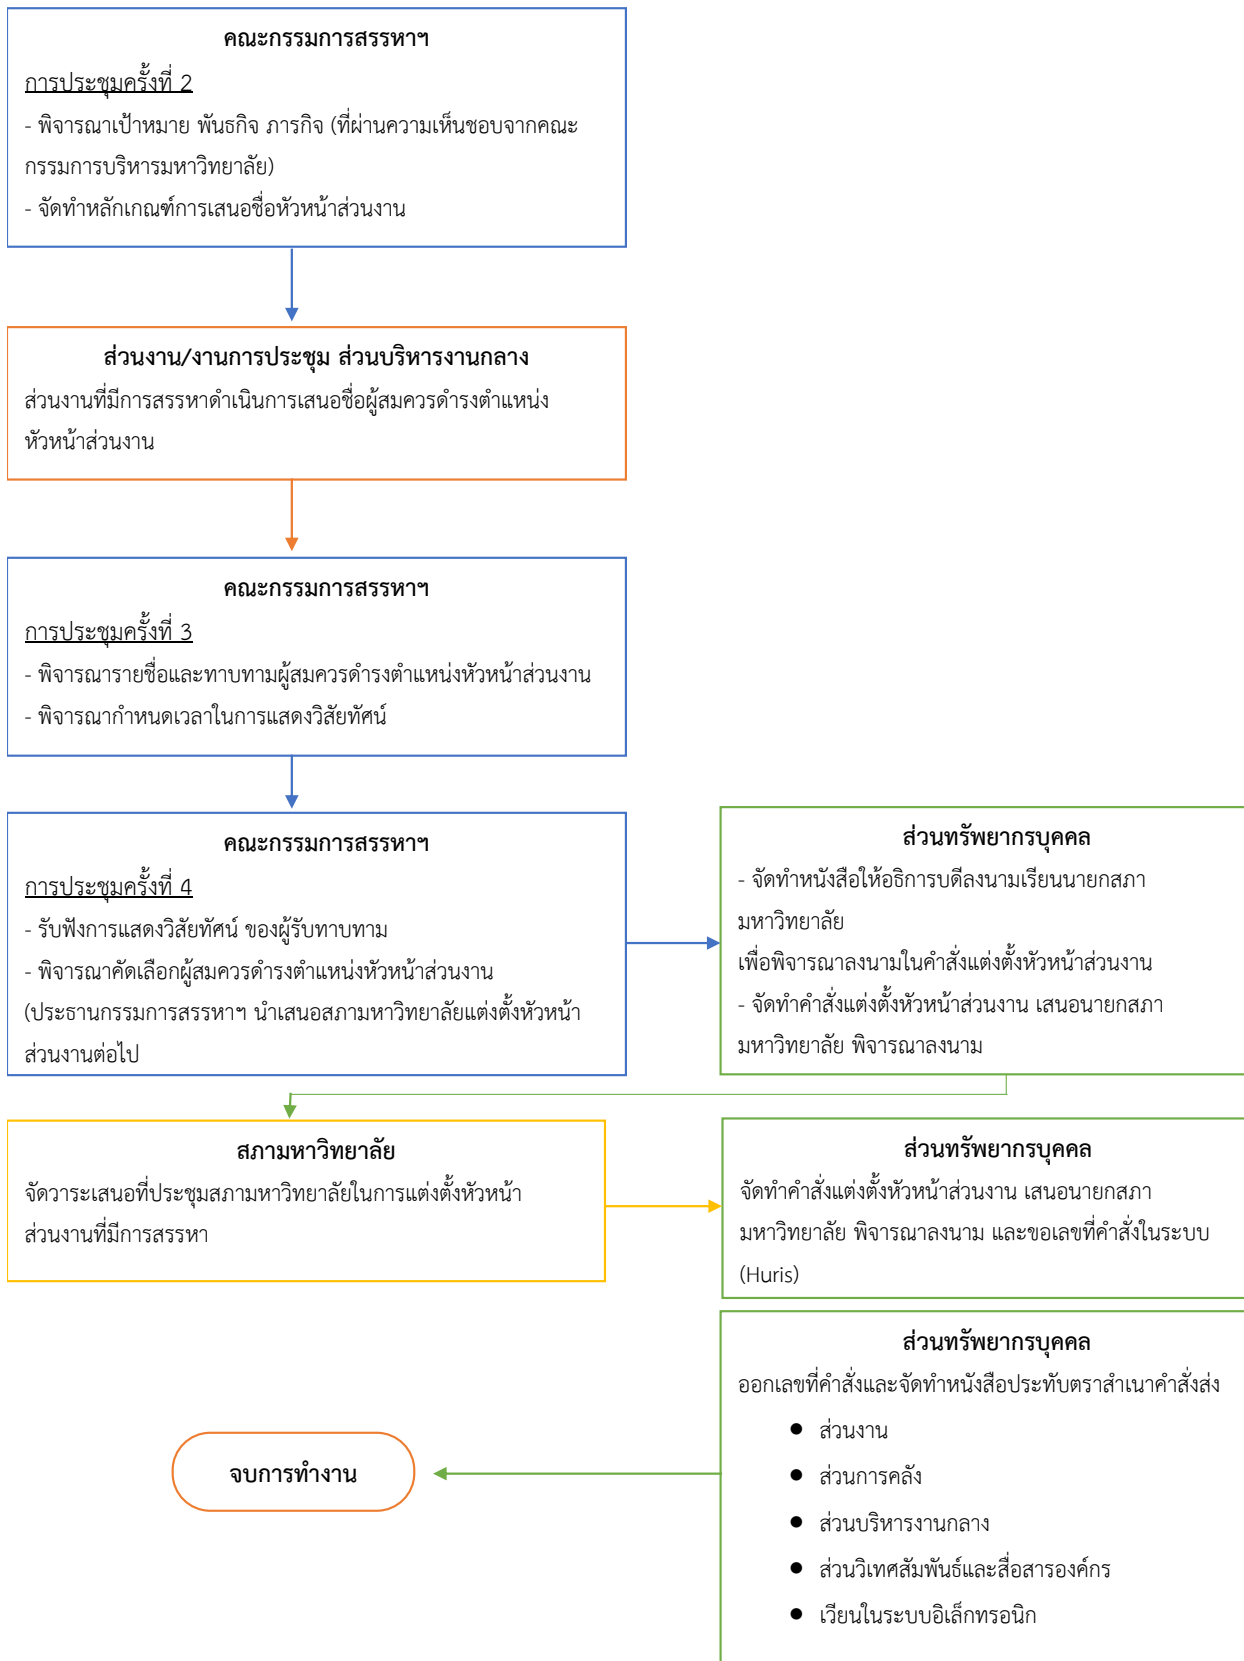 คณะกรรมการสรรหาฯ
การประชุมครั้งที่ 2
- พิจารณาเป้าหมาย พันธกิจ ภารกิจ (ที่ผ่านความเห็นชอบจากคณะ
กรรมการบริหารมหาวิทยาลัย)
- จัดทำหลักเกณฑ์การเสนอชื่อหัวหน้าส่วนงาน
ส่วนงาน/งานการประชุม ส่วนบริหารงานกลาง
ส่วนงานที่มีการสรรหาดำเนินการเสนอชื่อผู้สมควรดำรงตำแหน่ง
หัวหน้าส่วนงาน
คณะกรรมการสรรหาฯ
การประชุมครั้งที่ 3
- พิจารณารายชื่อและทาบทามผู้สมควรดำรงตำแหน่งหัวหน้าส่วนงาน
- พิจารณากำหนดเวลาในการแสดงวิสัยทัศน์
คณะกรรมการสรรหาฯ
การประชุมครั้งที่ 4
- รับฟังการแสดงวิสัยทัศน์ ของผู้รับทาบทาม
- พิจารณาคัดเลือกผู้สมควรดำรงตำแหน่งหัวหน้าส่วนงาน
(ประธานกรรมการสรรหาฯ นำเสนอสภามหาวิทยาลัยแต่งตั้งหัวหน้า
ส่วนงานต่อไป
ส่วนทรัพยากรบุคคล
- จัดทำหนังสือให้อธิการบดีลงนามเรียนนายกสภา
มหาวิทยาลัย
เพื่อพิจารณาลงนามในคำสั่งแต่งตั้งหัวหน้าส่วนงาน
- จัดทำคำสั่งแต่งตั้งหัวหน้าส่วนงาน เสนอนายกสภา
มหาวิทยาลัย พิจารณาลงนาม
สภามหาวิทยาลัย
จัดวาระเสนอที่ประชุมสภามหาวิทยาลัยในการแต่งตั้งหัวหน้า
ส่วนงานที่มีการสรรหา
ส่วนทรัพยากรบุคคล
จัดทำคำสั่งแต่งตั้งหัวหน้าส่วนงาน เสนอนายกสภา
มหาวิทยาลัย พิจารณาลงนาม และขอเลขที่คำสั่งในระบบ
(Huris)
ส่วนทรัพยากรบุคคล
ออกเลขที่คำสั่งและจัดทำหนังสือประทับตราสำเนาคำสั่งส่ง
● ส่วนงาน
● ส่วนการคลัง
● ส่วนบริหารงานกลาง
● ส่วนวิเทศสัมพันธ์และสื่อสารองค์กร
● เวียนในระบบอิเล็กทรอนิก
จบการทำงาน